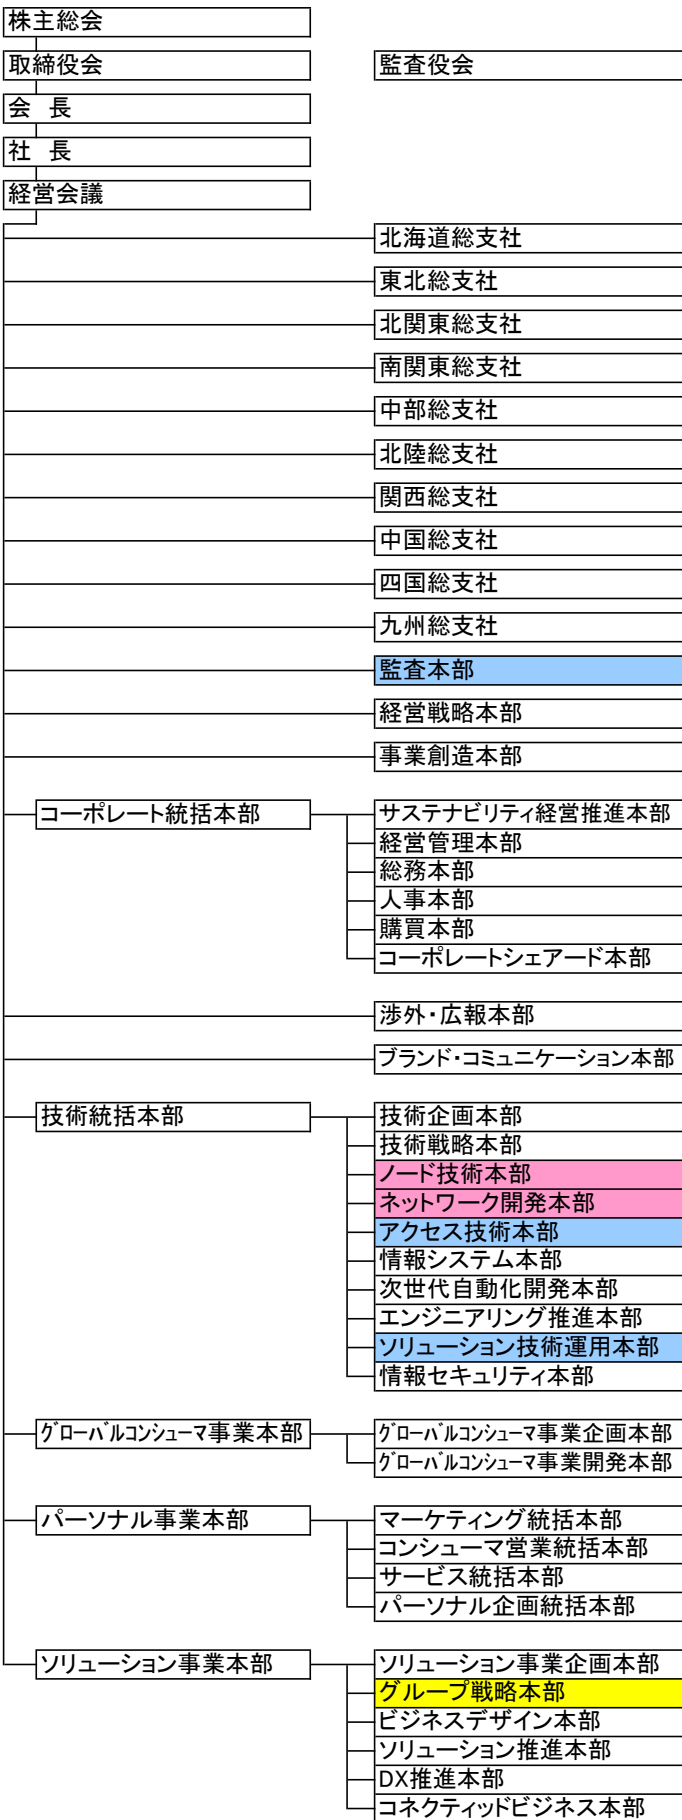 株主総会
取締役会
監査役会
会　長
社　長
経営会議
北海道総支社
東北総支社
北関東総支社
南関東総支社
中部総支社
北陸総支社
関西総支社
中国総支社
四国総支社
九州総支社
監査本部
経営戦略本部
事業創造本部
コーポレート統括本部
サステナビリティ経営推進本部
経営管理本部
総務本部
人事本部
購買本部
コーポレートシェアード本部
渉外・広報本部
ブランド・コミュニケーション本部
技術統括本部
技術企画本部
技術戦略本部
ノード技術本部
ネットワーク開発本部
アクセス技術本部
情報システム本部
次世代自動化開発本部
エンジニアリング推進本部
ソリューション技術運用本部
情報セキュリティ本部
グローバルコンシューマ事業本部
グローバルコンシューマ事業企画本部
グローバルコンシューマ事業開発本部
パーソナル事業本部
マーケティング統括本部
コンシューマ営業統括本部
サービス統括本部
パーソナル企画統括本部
ソリューション事業本部
ソリューション事業企画本部
グループ戦略本部
ビジネスデザイン本部
ソリューション推進本部
DX推進本部
コネクティッドビジネス本部